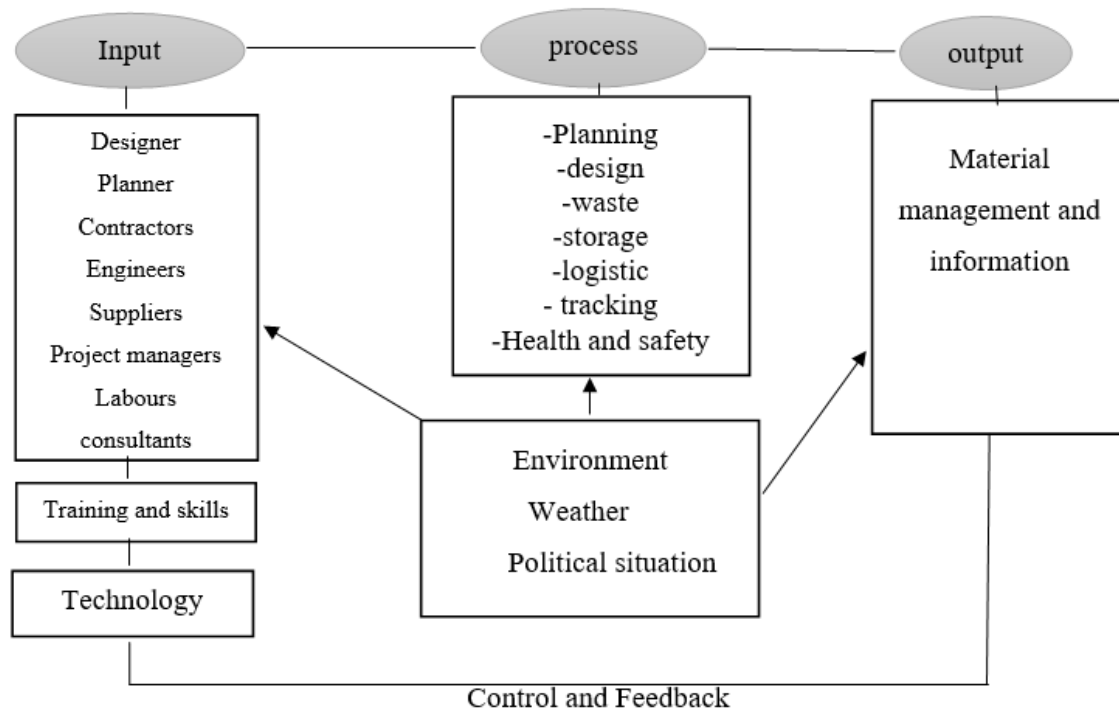 Input
process
output
Designer
Planner
Contractors
Engineers
Suppliers
Project managers
Labours
consultants
Training and skills
Technology
-Planning
-design
-waste
-storage
-logistic
- tracking
-Health and safety
Environment
Weather
Political situation
Material
management and
information
Control and Feedback